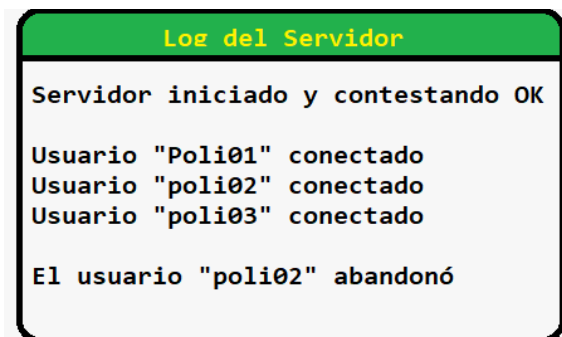 Log del Servidor
Servidor iniciado y contestando OK
Usuario "Poli01" conectado
Usuario "poli02" conectado
Usuario "poli03" conectado
El usuario "poli02" abandonó